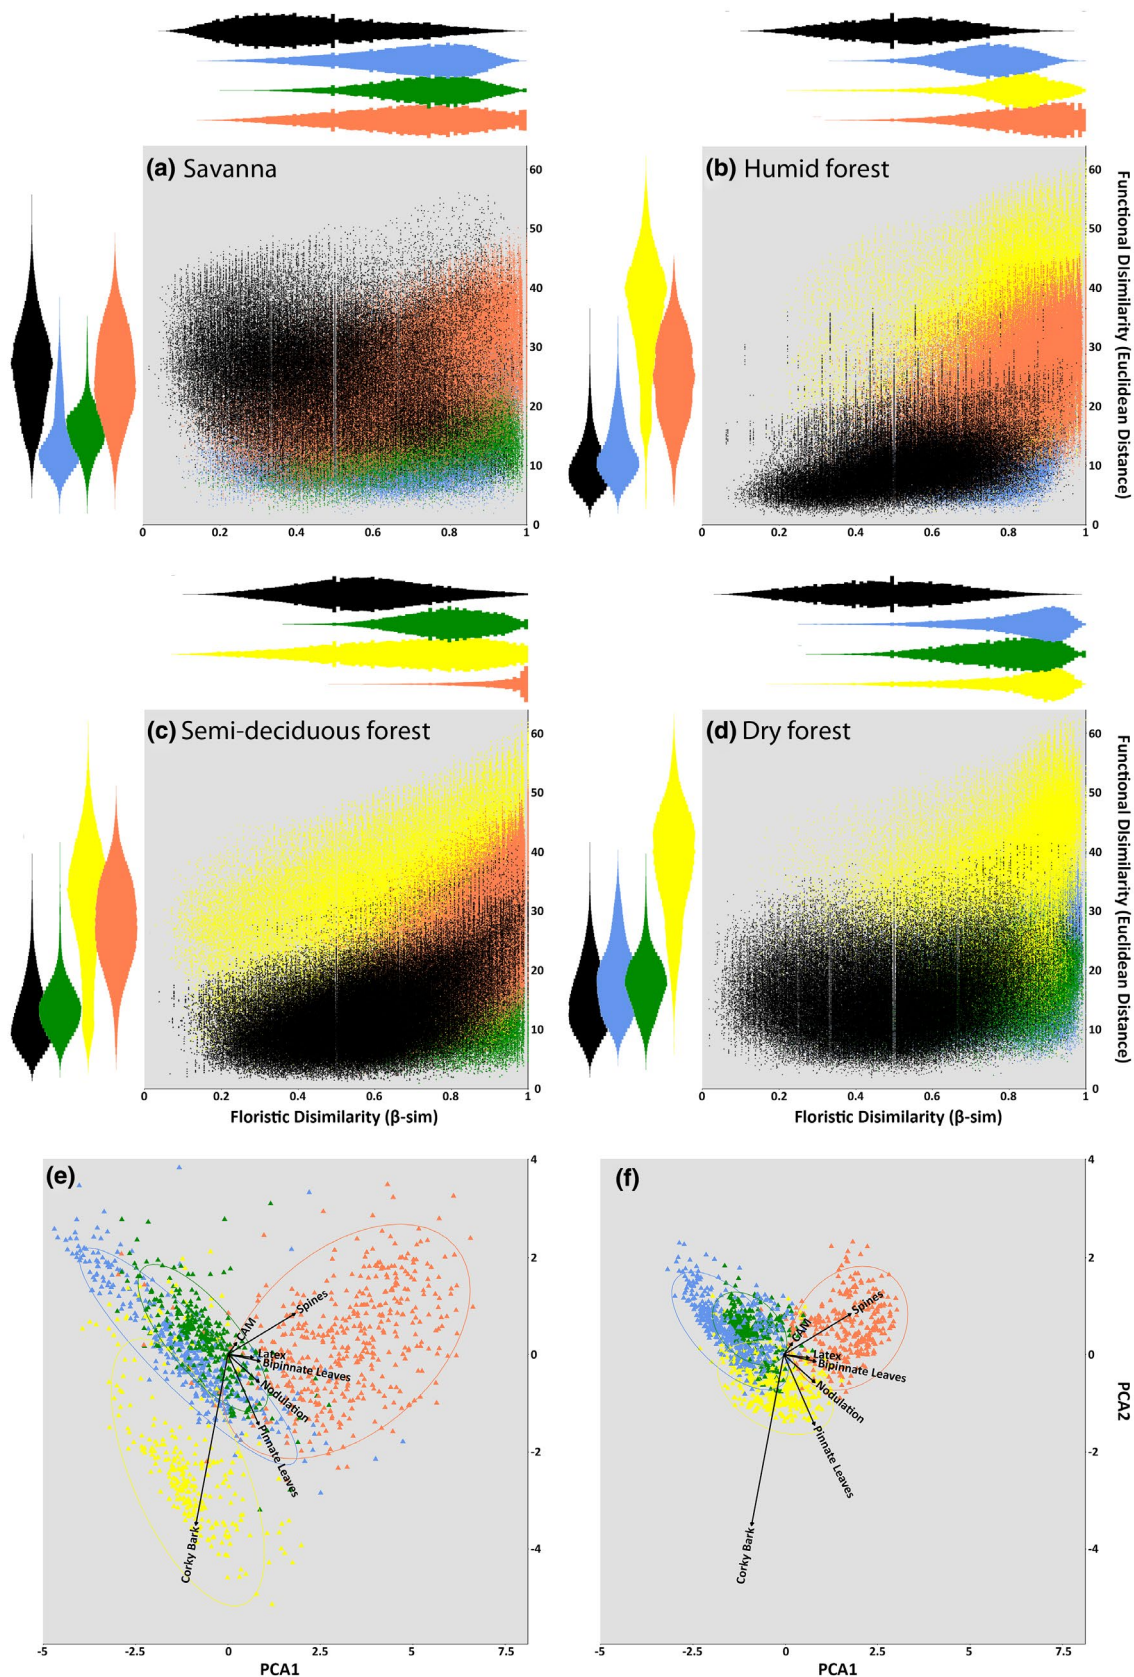 (a) Savanna
(b) Humid forest
60
50
40
30
20
10
0
0 0.2 0.4 0.6 0.8 1
60
50
40
30
20
10
0
0 0.2 0.4 0.6 0.8 1
Functional DIsimilarity (Euclidean Distance)
(c) Semi-deciduous forest
(d) Dry forest
60
50
40
30
20
10
0
0 0.2 0.4 0.6 0.8 1
Floristic Disimilarity (β-sim)
60
50
40
30
20
10
0
0 0.2 0.4 0.6 0.8 1
Floristic Disimilarity (β-sim)
Functional Disimilarity (Euclidean Distance)
(e)
4
2
0
-2
-4
Spines
CAM
Latex
Bipinnate Leaves
Nodulation
Pinnate Leaves
Corky Bark
-5 -2.5 0 2.5 5 7.5
PCA1
(f)
4
2
0
-2
-4
Spines
CAM
Latex
Bipinnate Leaves
Nodulation
Pinnate Leaves
Corky Bark
-5 -2.5 0 2.5 5 7.5
PCA1
PCA2